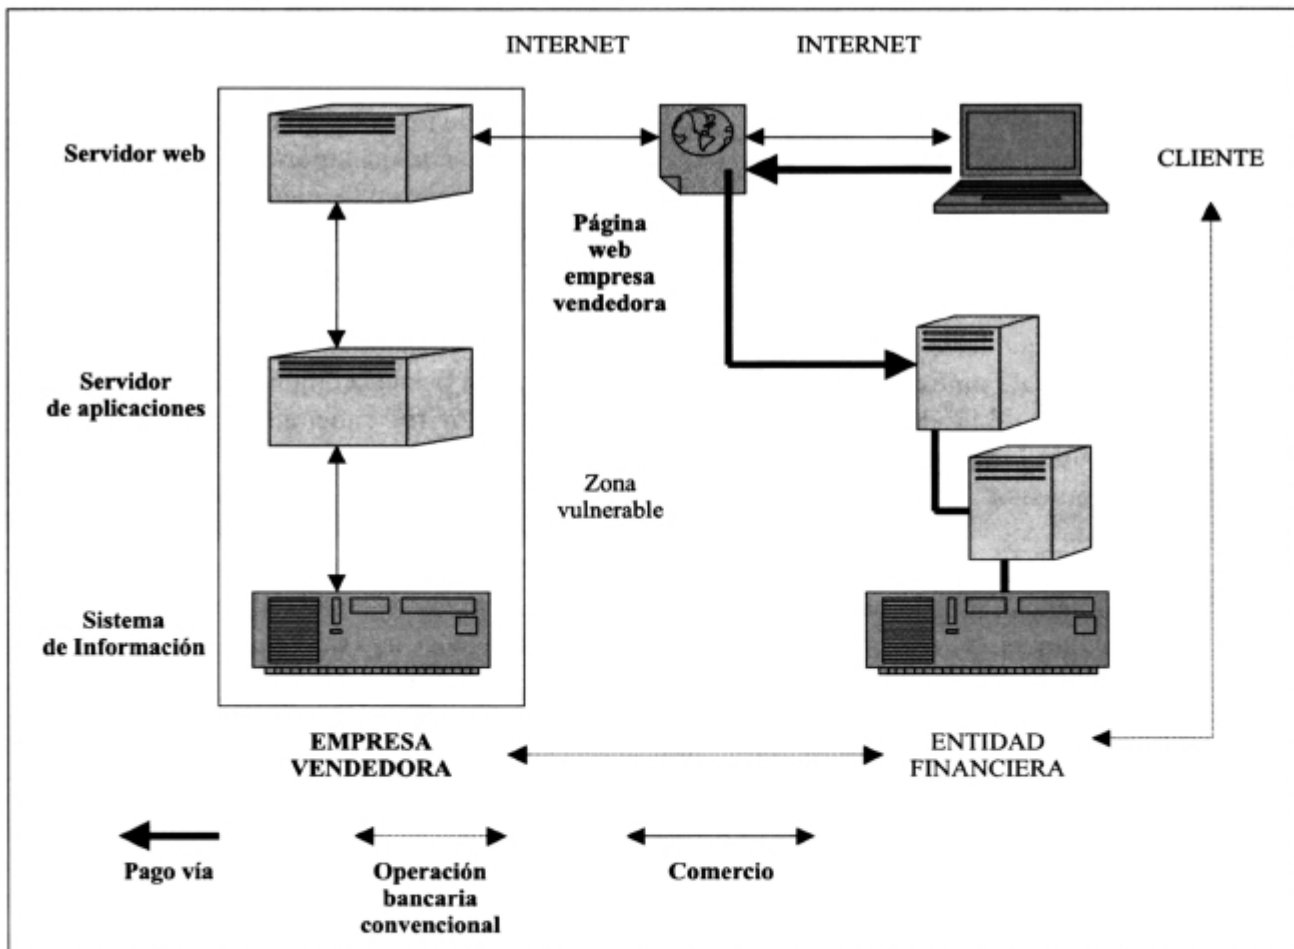 INTERNET
INTERNET
Servidor web
CLIENTE
Página
web
empresa
vendedora
Servidor
de aplicaciones
Zona
vulnerable
Sistema
de Información
EMPRESA
VENDEDORA
ENTIDAD
FINANCIERA
Pago vía
Operación
bancaria
convencional
Comercio